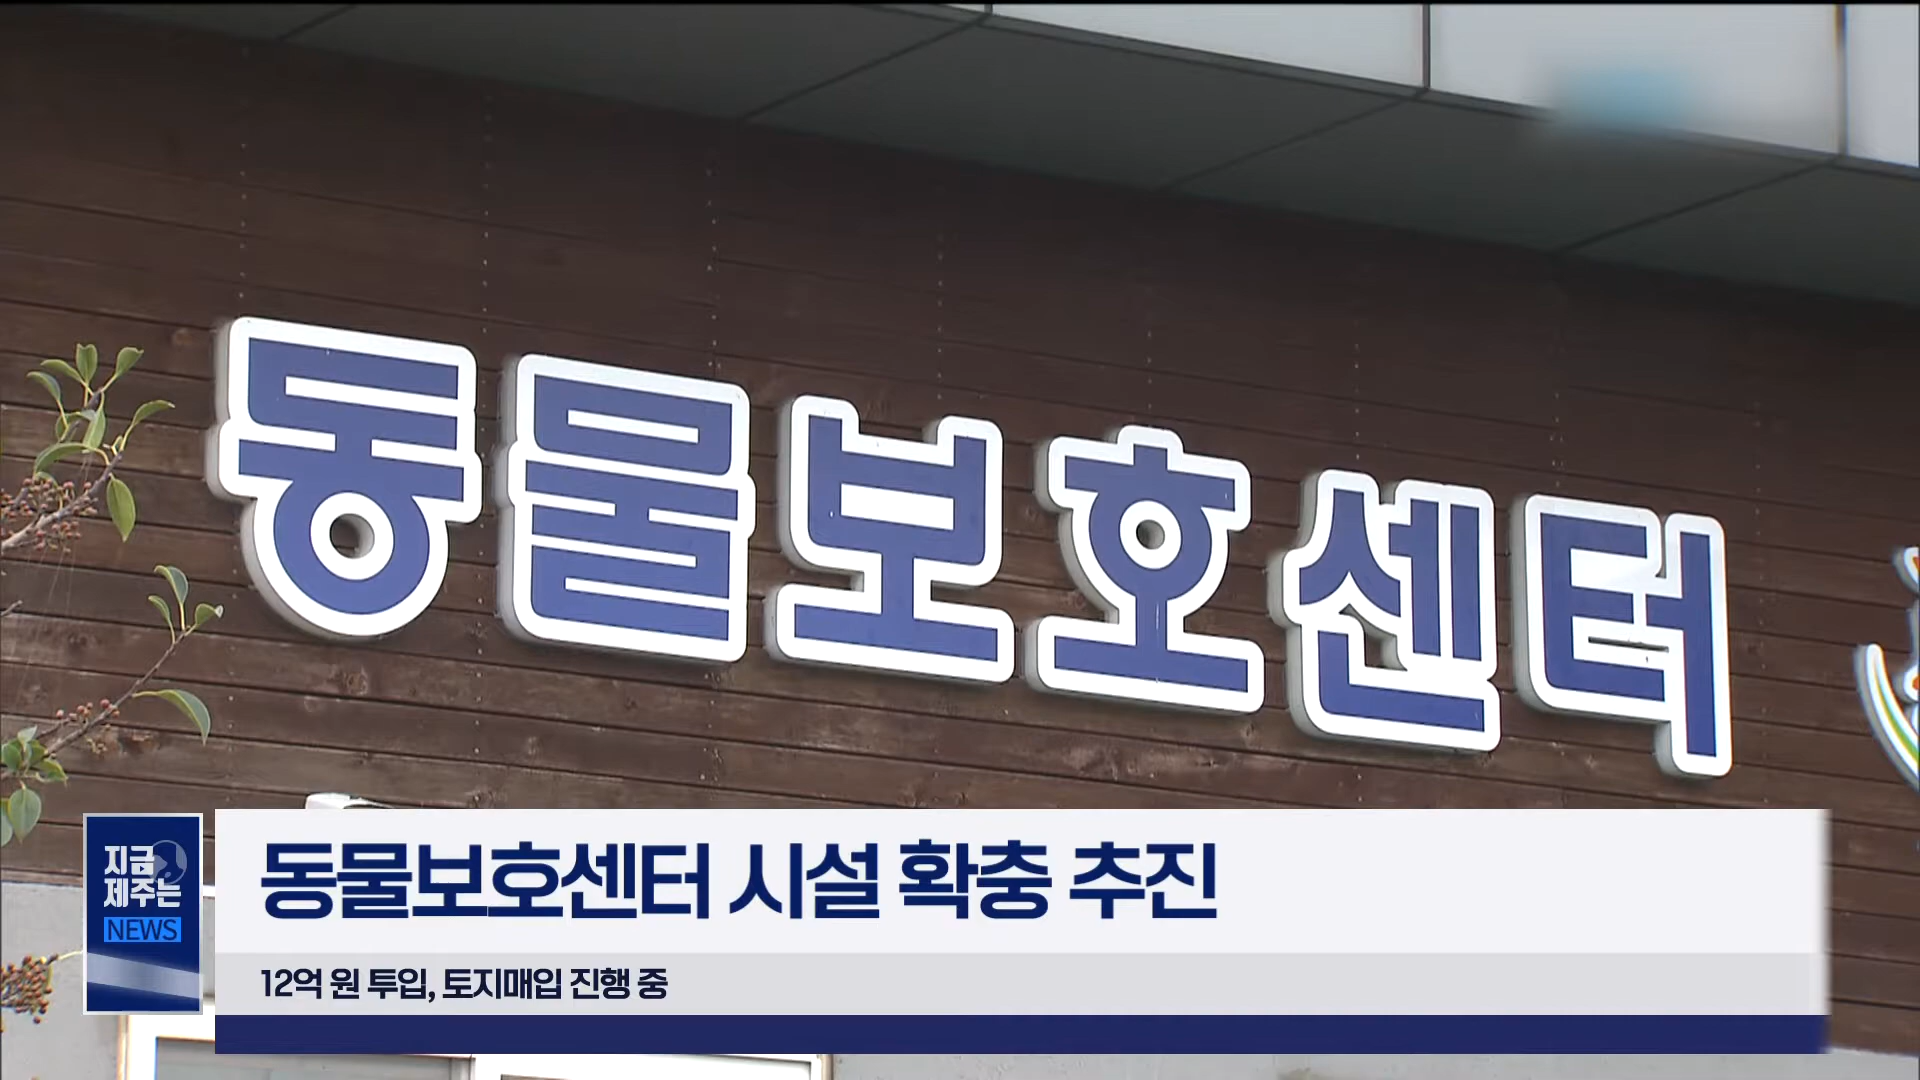 동물보호센터
지금
제주는
NEWS
동물보호센터 시설 확충 추진
12억 원 투입, 토지매입 진행 중